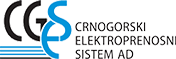 CGES
CRNOGORSKI
ELEKTROPRENOSNI
SISTEM AD